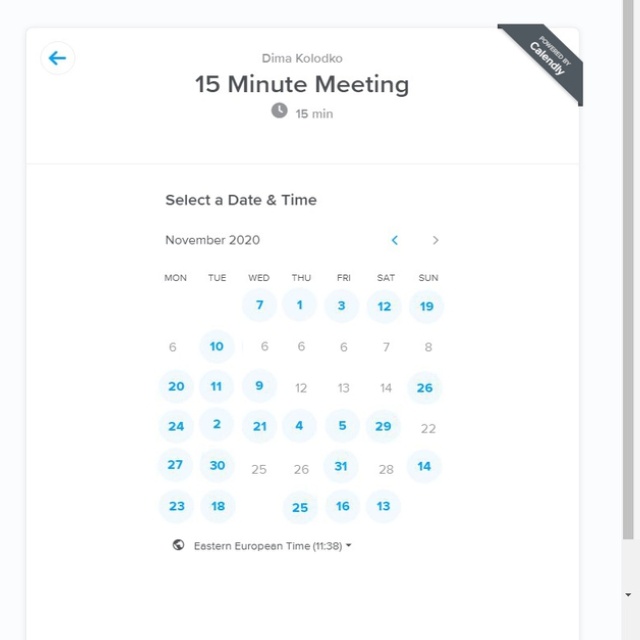 Dima Kolodko
POWERED BY
Calendly
15 Minute Meeting
15 min
Select a Date & Time
November 2020
MON TUE WED THU FRI SAT SUN
7 1 3 12 19
6 10 6 6 6 7 8
20 11 9 12 13 14 26
24 2 21 4 5 29 22
27 30 25 26 31 28 14
23 18 25 16 13
Eastern European Time (11:38)